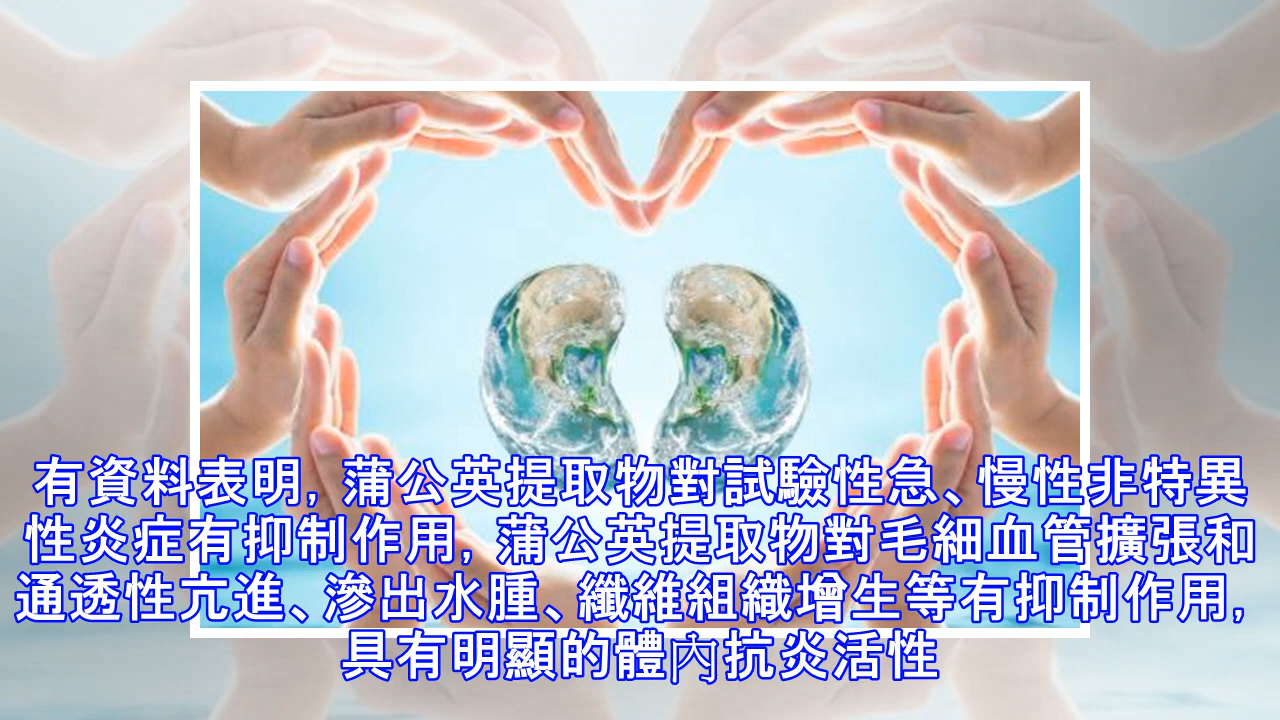 有資料表明, 蒲公英提取物對試驗性急、慢性非特異
性炎症有抑制作用, 蒲公英提取物對毛細血管擴張和
通透性亢進、滲出水腫、纖維組織增生等有抑制作用,
具有明顯的體內抗炎活性